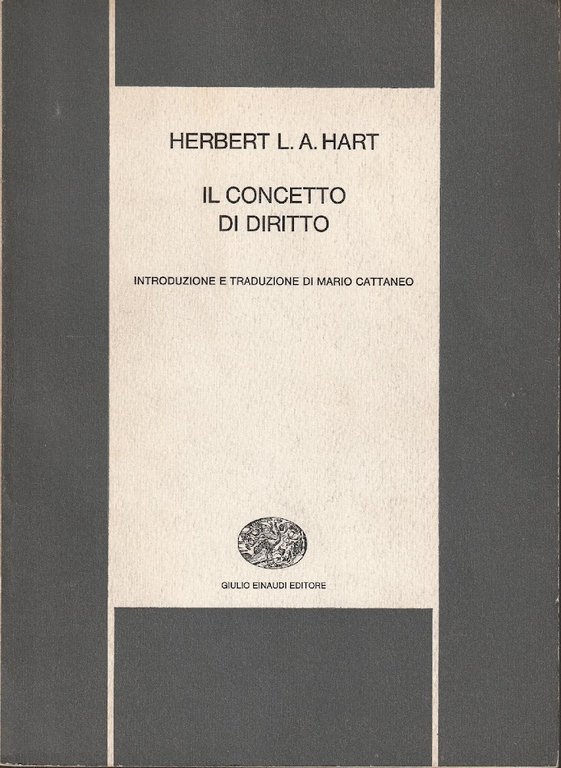 HERBERT L. A. HART
IL CONCETTO
DI DIRITTO
INTRODUZIONE E TRADUZIONE DI MARIO CATTANEO
GIULIO EINAUDI EDITORE